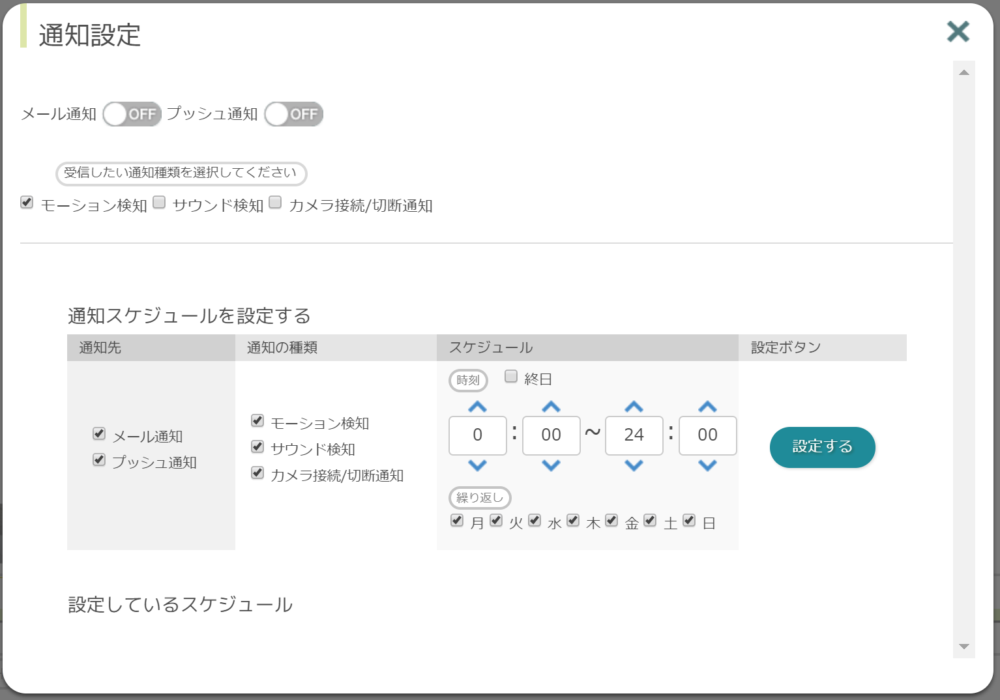 通知設定
メール通知 OFF プッシュ通知 OFF
受信したい通知種類を選択してください
モーション検知 サウンド検知 カメラ接続/切断通知
通知スケジュールを設定する
通知先 通知の種類 スケジュール 設定ボタン
メール通知
プッシュ通知
モーション検知
サウンド検知
カメラ接続/切断通知
時刻 終日
0 : 00 ~ 24 : 00
繰り返し
月 火 水 木 金 土 日
設定する
設定しているスケジュール